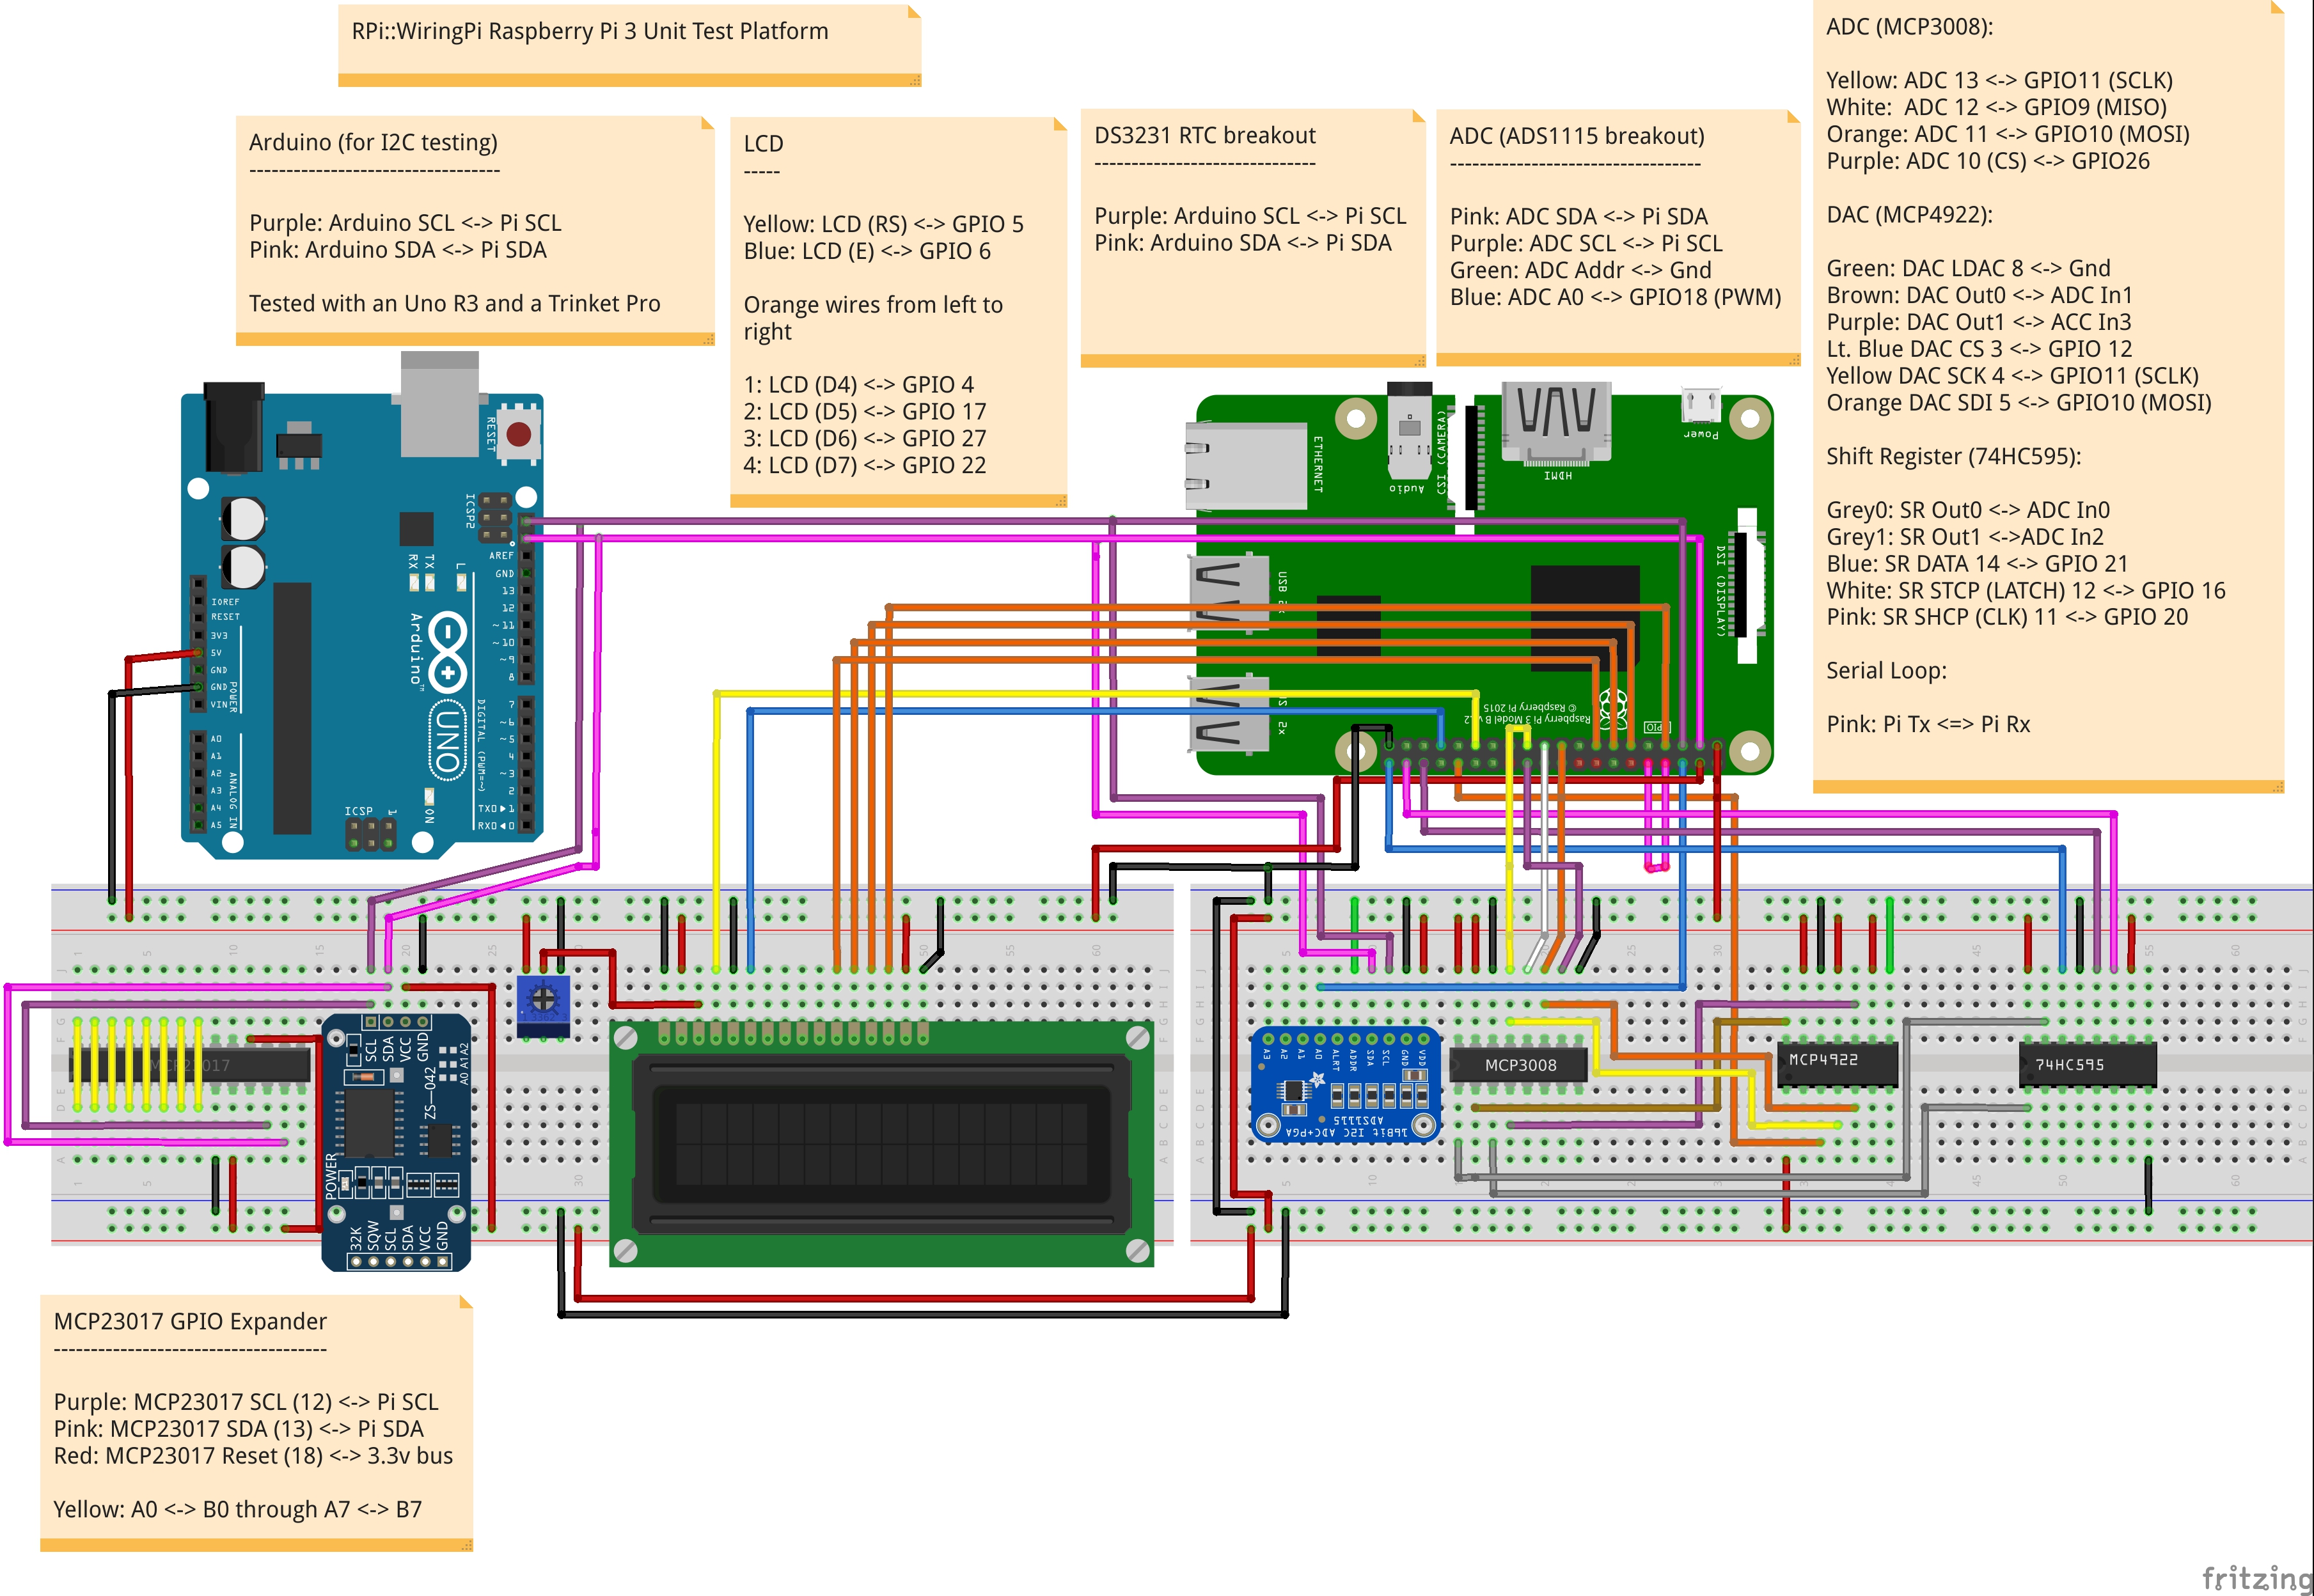 RPi::WiringPi Raspberry Pi 3 Unit Test Platform
Arduino (for I2C testing)
----------------------------------
Purple: Arduino SCL <-> Pi SCL
Pink: Arduino SDA <-> Pi SDA
Tested with an Uno R3 and a Trinket Pro
LCD
-----
Yellow: LCD (RS) <-> GPIO 5
Blue: LCD (E) <-> GPIO 6
Orange wires from left to
right
1: LCD (D4) <-> GPIO 4
2: LCD (D5) <-> GPIO 17
3: LCD (D6) <-> GPIO 27
4: LCD (D7) <-> GPIO 22
DS3231 RTC breakout
------------------------------
Purple: Arduino SCL <-> Pi SCL
Pink: Arduino SDA <-> Pi SDA
ADC (ADS1115 breakout)
----------------------------------
Pink: ADC SDA <-> Pi SDA
Purple: ADC SCL <-> Pi SCL
Green: ADC Addr <-> Gnd
Blue: ADC A0 <-> GPIO18 (PWM)
ADC (MCP3008):
Yellow: ADC 13 <-> GPIO11 (SCLK)
White:  ADC 12 <-> GPIO9 (MISO)
Orange: ADC 11 <-> GPIO10 (MOSI)
Purple: ADC 10 (CS) <-> GPIO26
DAC (MCP4922):
Green: DAC LDAC 8 <-> Gnd
Brown: DAC Out0 <-> ADC In1
Purple: DAC Out1 <-> ACC In3
Lt. Blue DAC CS 3 <-> GPIO 12
Yellow DAC SCK 4 <-> GPIO11 (SCLK)
Orange DAC SDI 5 <-> GPIO10 (MOSI)
Shift Register (74HC595):
Grey0: SR Out0 <-> ADC In0
Grey1: SR Out1 <->ADC In2
Blue: SR DATA 14 <-> GPIO 21
White: SR STCP (LATCH) 12 <-> GPIO 16
Pink: SR SHCP (CLK) 11 <-> GPIO 20
Serial Loop:
Pink: Pi Tx <=> Pi Rx
RESET
ICSP2
AREF
GND
13
12
~11
~10
~9
8
7
~6
~5
4
~3
2
TX0▶1
RX0◀0
RX
TX
L
IOREF
RESET
3V3
5V
GND
GND
VIN
POWER
A0
A1
A2
A3
A4
A5
ANALOG IN
Arduino™
UNO
DIGITAL (PWM=~)
ON
ICSP
1
ETHERNET
Audio
CSI (CAMERA)
HDMI
Power
DSI (DISPLAY)
GPIO
© Raspberry Pi 2015
Raspberry Pi 3 Model B
MCP23017
SCL
SDA
VCC
GND
A0 A1 A2
ZS-042
POWER
32K
SQW
SCL
SDA
VCC
GND
A3
A2
A1
A0
ALRT
ADDR
SDA
SCL
GND
VDD
ADS1115
16Bit I2C ADC+PGA
MCP3008
MCP4922
74HC595
MCP23017 GPIO Expander
-------------------------------------
Purple: MCP23017 SCL (12) <-> Pi SCL
Pink: MCP23017 SDA (13) <-> Pi SDA
Red: MCP23017 Reset (18) <-> 3.3v bus
Yellow: A0 <-> B0 through A7 <-> B7
fritzing